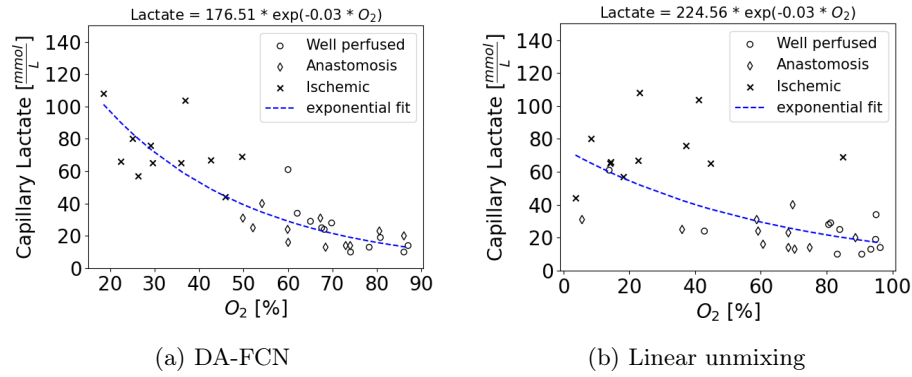 Lactate = 176.51 * exp(-0.03 * O₂)
Capillary Lactate [mmol/L]
140
120
100
80
60
40
20
0
Well perfused
Anastomosis
Ischemic
exponential fit
20 30 40 50 60 70 80 90
O₂ [%]
(a) DA-FCN
Lactate = 224.56 * exp(-0.03 * O₂)
Capillary Lactate [mmol/L]
140
120
100
80
60
40
20
0
Well perfused
Anastomosis
Ischemic
exponential fit
0 20 40 60 80 100
O₂ [%]
(b) Linear unmixing